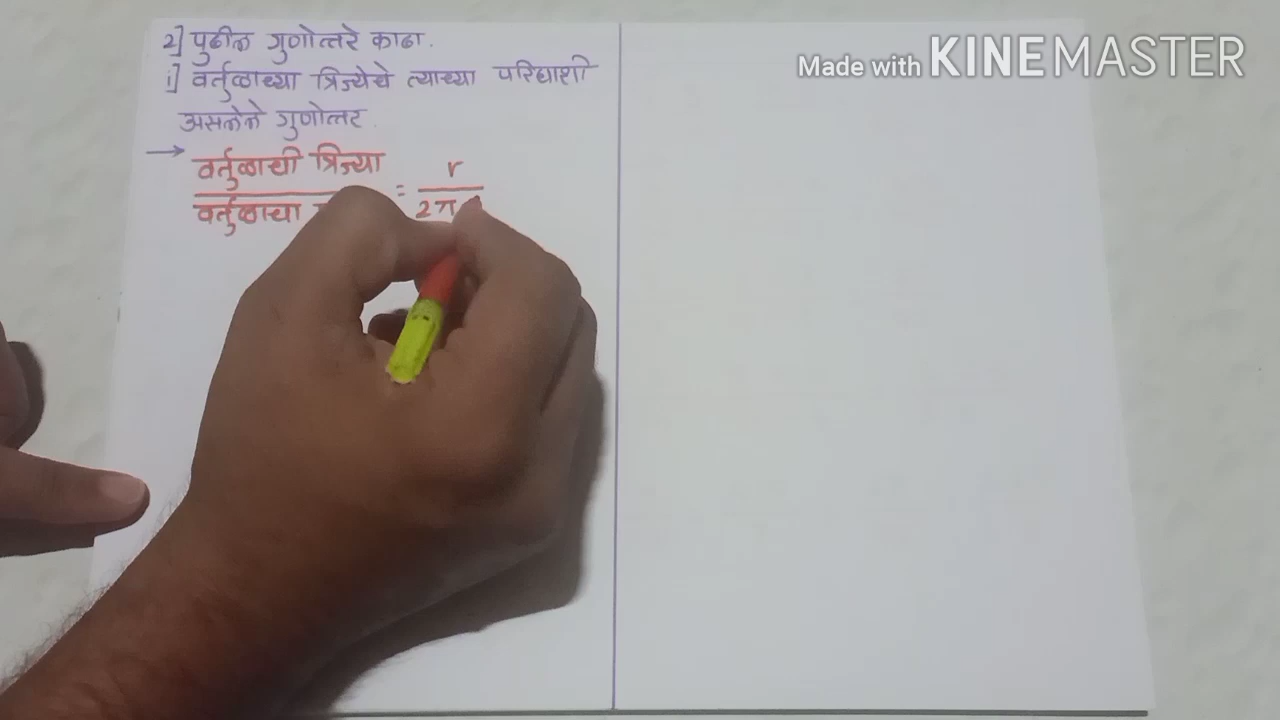 2] पुढील गुणोत्तरे काढा.
i] वर्तुळाच्या त्रिज्येचे त्याच्या परिघाशी
असलेले गुणोत्तर.
→ वर्तुळाची त्रिज्या
वर्तुळाचा
= r
2π
Made with KINEMASTER